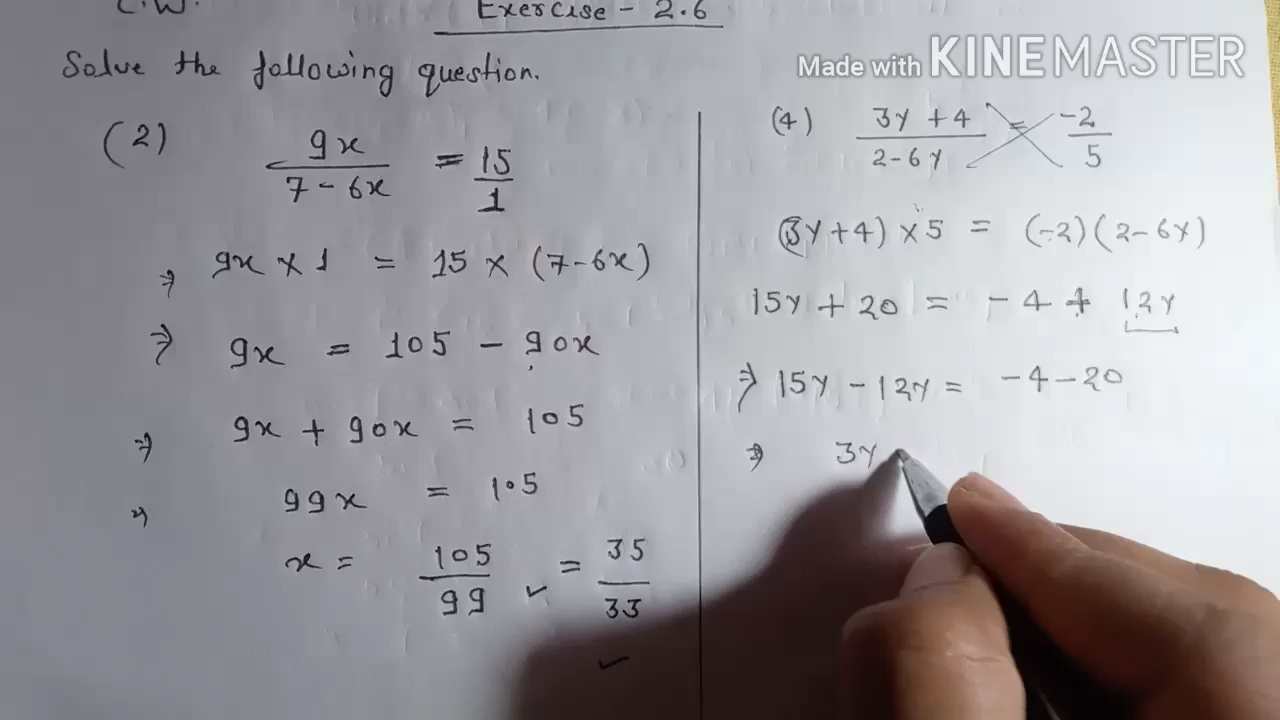 C.W.
Exercise - 2.6
Made with KINEMASTER
Solve the following question.
(2) 9x / 7 - 6x = 15 / 1
⇒ 9x × 1 = 15 × (7-6x)
⇒ 9x = 105 - 90x
⇒ 9x + 90x = 105
⇒ 99x = 105
x = 105 / 99 ✓ = 35 / 33
✓
(4) 3y + 4 / 2-6y = -2 / 5
(3y+4) × 5 = (-2)(2-6y)
15y + 20 = -4 + 12y
⇒ 15y - 12y = -4-20
⇒ 3y